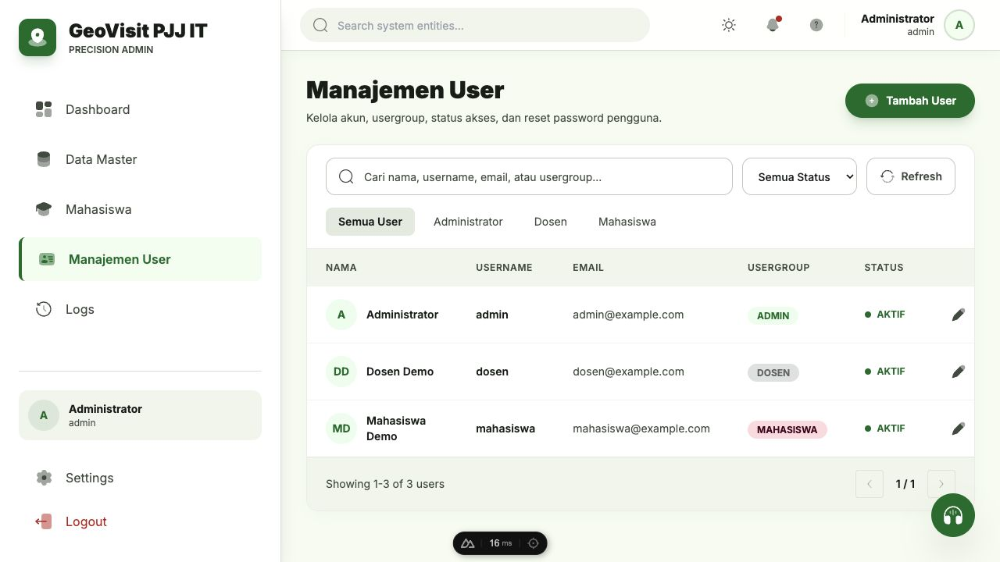 GeoVisit PJJ IT
PRECISION ADMIN
Dashboard
Data Master
Mahasiswa
Manajemen User
Logs
A
Administrator
admin
Settings
Logout
Search system entities...
?
Administrator
admin
A
Manajemen User
Kelola akun, usergroup, status akses, dan reset password pengguna.
Tambah User
Cari nama, username, email, atau usergroup...
Semua Status
Refresh
Semua User Administrator Dosen Mahasiswa
NAMA USERNAME EMAIL USERGROUP STATUS
A Administrator admin admin@example.com ADMIN AKTIF
DD Dosen Demo dosen dosen@example.com DOSEN AKTIF
MD Mahasiswa Demo mahasiswa mahasiswa@example.com MAHASISWA AKTIF
Showing 1-3 of 3 users
1 / 1
16 ms